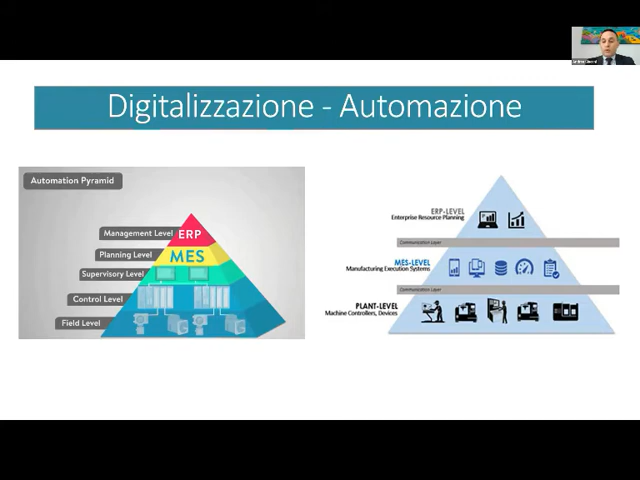 Digitalizzazione - Automazione
Automation Pyramid
Management Level
ERP
Planning Level
MES
Supervisory Level
Control Level
Field Level
ERP-LEVEL
Enterprise Resource Planning
Communication Layer
MES-LEVEL
Manufacturing Execution Systems
Communication Layer
PLANT-LEVEL
Machine Controllers, Devices